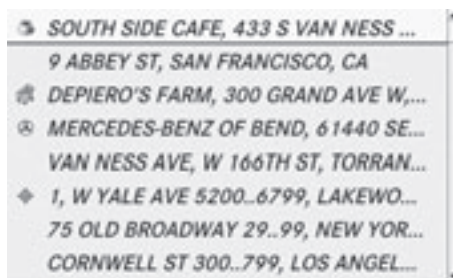 SOUTH SIDE CAFE, 433 S VAN NESS ...
9 ABBEY ST, SAN FRANCISCO, CA
DEPIERO'S FARM, 300 GRAND AVE W,...
MERCEDES-BENZ OF BEND, 61440 SE...
VAN NESS AVE, W 166TH ST, TORRAN...
1, W YALE AVE 5200..6799, LAKEWO...
75 OLD BROADWAY 29..99, NEW YOR...
CORNWELL ST 300..799, LOS ANGEL...